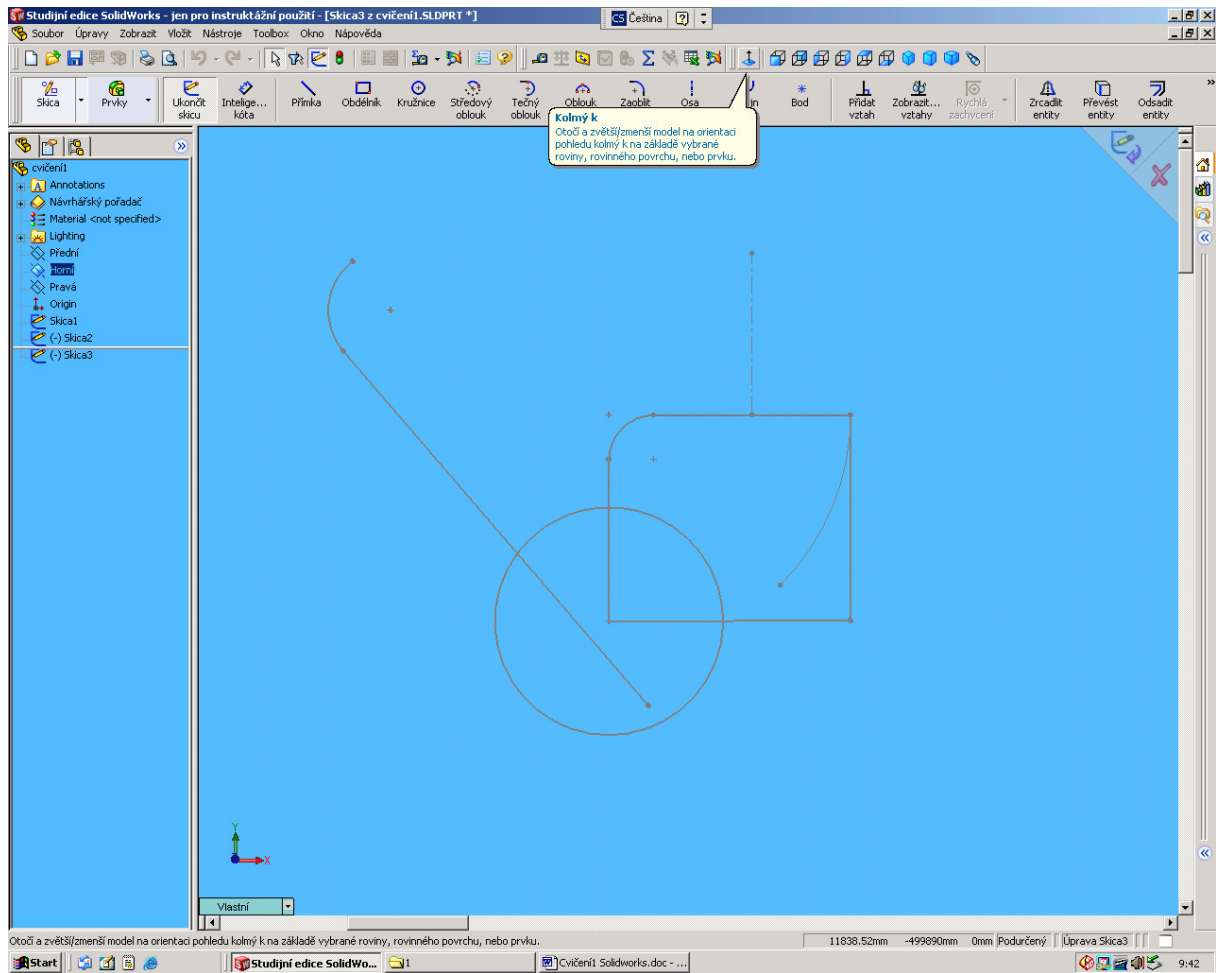 Studijní edice SolidWorks - jen pro instruktážní použití - [Skica3 z cvičení1.SLDPRT *]
CS Čeština
Soubor Úpravy Zobrazit Vložit Nástroje Toolbox Okno Nápověda
Skica Prvky Ukončit skicu Intelige... kóta Přímka Obdélník Kružnice Středový oblouk Tečný oblouk Oblouk Zaoblit Osa Bod Přidat vztah Zobrazit... vztahy Rychlá zachycení Zrcadlit entity Převést entity Odsadit entity
Kolmý k
Otočí a zvětší/zmenší model na orientaci
pohledu kolmý k na základě vybrané
roviny, rovinného povrchu, nebo prvku.
cvičení1
Annotations
Návrhářský pořadač
Material <not specified>
Lighting
Přední
Horní
Pravá
Origin
Skica1
(-) Skica2
(-) Skica3
Y
X
Vlastní
Otočí a zvětší/zmenší model na orientaci pohledu kolmý k na základě vybrané roviny, rovinného povrchu, nebo prvku.
11838.52mm -499890mm 0mm Podurčený Úprava Skica3
Start Studijní edice SolidWo... 1 Cvičení1 Solidworks.doc - ... 9:42